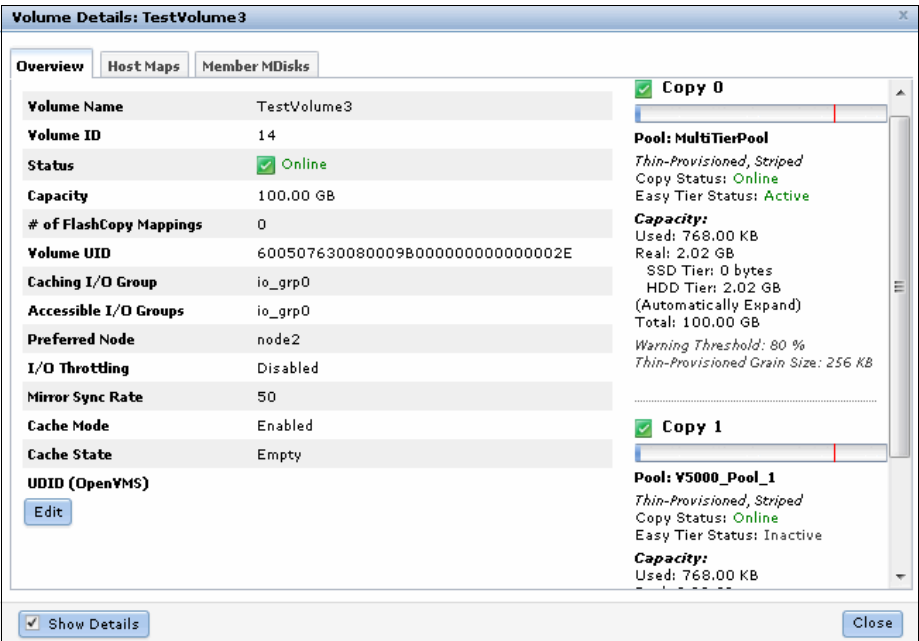 Volume Details: TestVolume3
x
Overview
Host Maps
Member MDisks
Volume Name TestVolume3
Volume ID 14
Status Online
Capacity 100.00 GB
# of FlashCopy Mappings 0
Volume UID 600507630080009B000000000000002E
Caching I/O Group io_grp0
Accessible I/O Groups io_grp0
Preferred Node node2
I/O Throttling Disabled
Mirror Sync Rate 50
Cache Mode Enabled
Cache State Empty
UDID (OpenVMS)
Edit
Copy 0
Pool: MultiTierPool
Thin-Provisioned, Striped
Copy Status: Online
Easy Tier Status: Active
Capacity:
Used: 768.00 KB
Real: 2.02 GB
SSD Tier: 0 bytes
HDD Tier: 2.02 GB
(Automatically Expand)
Total: 100.00 GB
Warning Threshold: 80 %
Thin-Provisioned Grain Size: 256 KB
Copy 1
Pool: V5000_Pool_1
Thin-Provisioned, Striped
Copy Status: Online
Easy Tier Status: Inactive
Capacity:
Used: 768.00 KB
Show Details
Close